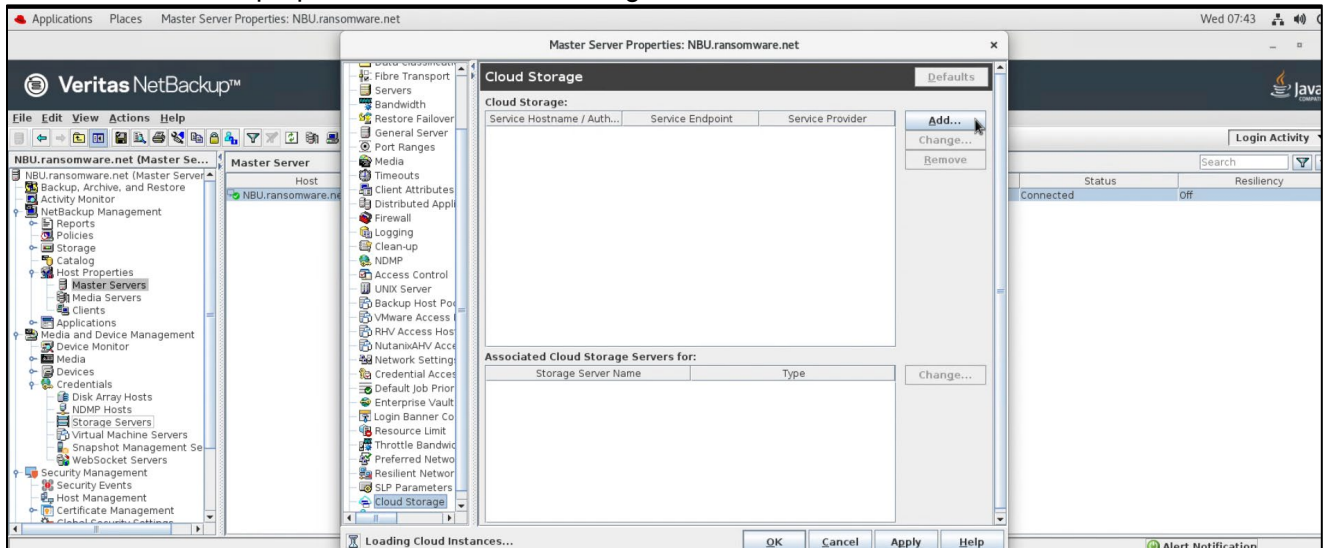 Applications Places Master Server Properties: NBU.ransomware.net Wed 07:43
Master Server Properties: NBU.ransomware.net
Veritas NetBackup™
Java
File Edit View Actions Help
Login Activity
NBU.ransomware.net (Master Se...
NBU.ransomware.net (Master Server
Backup, Archive, and Restore
Activity Monitor
NetBackup Management
Reports
Policies
Storage
Catalog
Host Properties
Master Servers
Media Servers
Clients
Applications
Media and Device Management
Device Monitor
Media
Devices
Credentials
Disk Array Hosts
NDMP Hosts
Storage Servers
Virtual Machine Servers
Snapshot Management Se
WebSocket Servers
Security Management
Security Events
Host Management
Certificate Management
Master Server
Search
Host Status Resiliency
NBU.ransomware.ne Connected Off
Fibre Transport
Servers
Bandwidth
Restore Failover
General Server
Port Ranges
Media
Timeouts
Client Attributes
Distributed Appli
Firewall
Logging
Clean-up
NDMP
Access Control
UNIX Server
Backup Host Poo
VMware Access
RHV Access Hos
NutanixAHV Acce
Network Setting
Credential Acces
Default Job Prior
Enterprise Vault
Login Banner Co
Resource Limit
Throttle Bandwid
Preferred Netwo
Resilient Networ
SLP Parameters
Cloud Storage
Cloud Storage Defaults
Cloud Storage:
Service Hostname / Auth... Service Endpoint Service Provider
Add...
Change...
Remove
Associated Cloud Storage Servers for:
Storage Server Name Type
Change...
Loading Cloud Instances...
OK Cancel Apply Help
Alert Notification